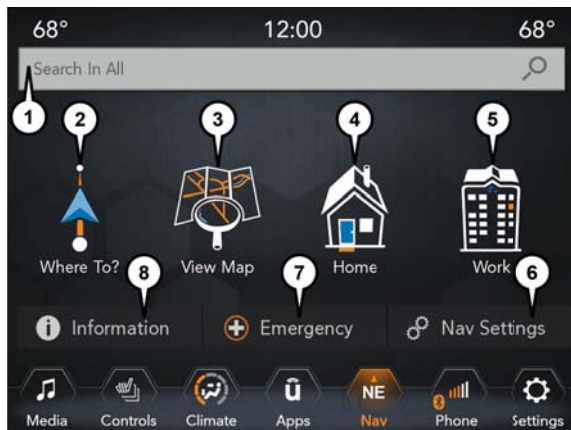 68° 12:00 68°
Search In All
1
2 3 4 5
Where To? View Map Home Work
8 7 6
Information Emergency Nav Settings
û NE
Media Controls Climate Apps Nav Phone Settings